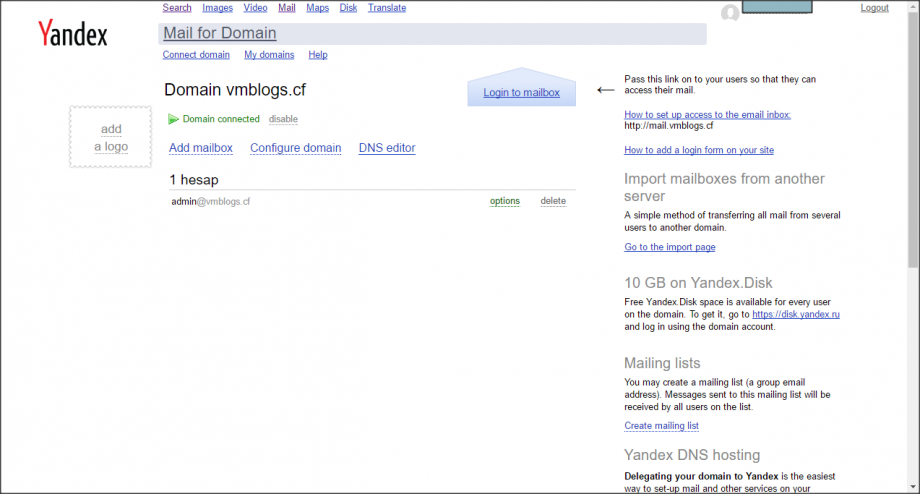 Search Images Video Mail Maps Disk Translate
Logout
Yandex
Mail for Domain
Connect domain My domains Help
Domain vmblogs.cf
Login to mailbox
←
Domain connected disable
add
a logo
Add mailbox Configure domain DNS editor
1 hesap
admin@vmblogs.cf options delete
Pass this link on to your users so that they can
access their mail.
How to set up access to the email inbox:
http://mail.vmblogs.cf
How to add a login form on your site
Import mailboxes from another
server
A simple method of transferring all mail from several
users to another domain.
Go to the import page
10 GB on Yandex.Disk
Free Yandex.Disk space is available for every user
on the domain. To get it, go to https://disk.yandex.ru
and log in using the domain account.
Mailing lists
You may create a mailing list (a group email
address). Messages sent to this mailing list will be
received by all users on the list.
Create mailing list
Yandex DNS hosting
Delegating your domain to Yandex is the easiest
way to set-up mail and other services on your